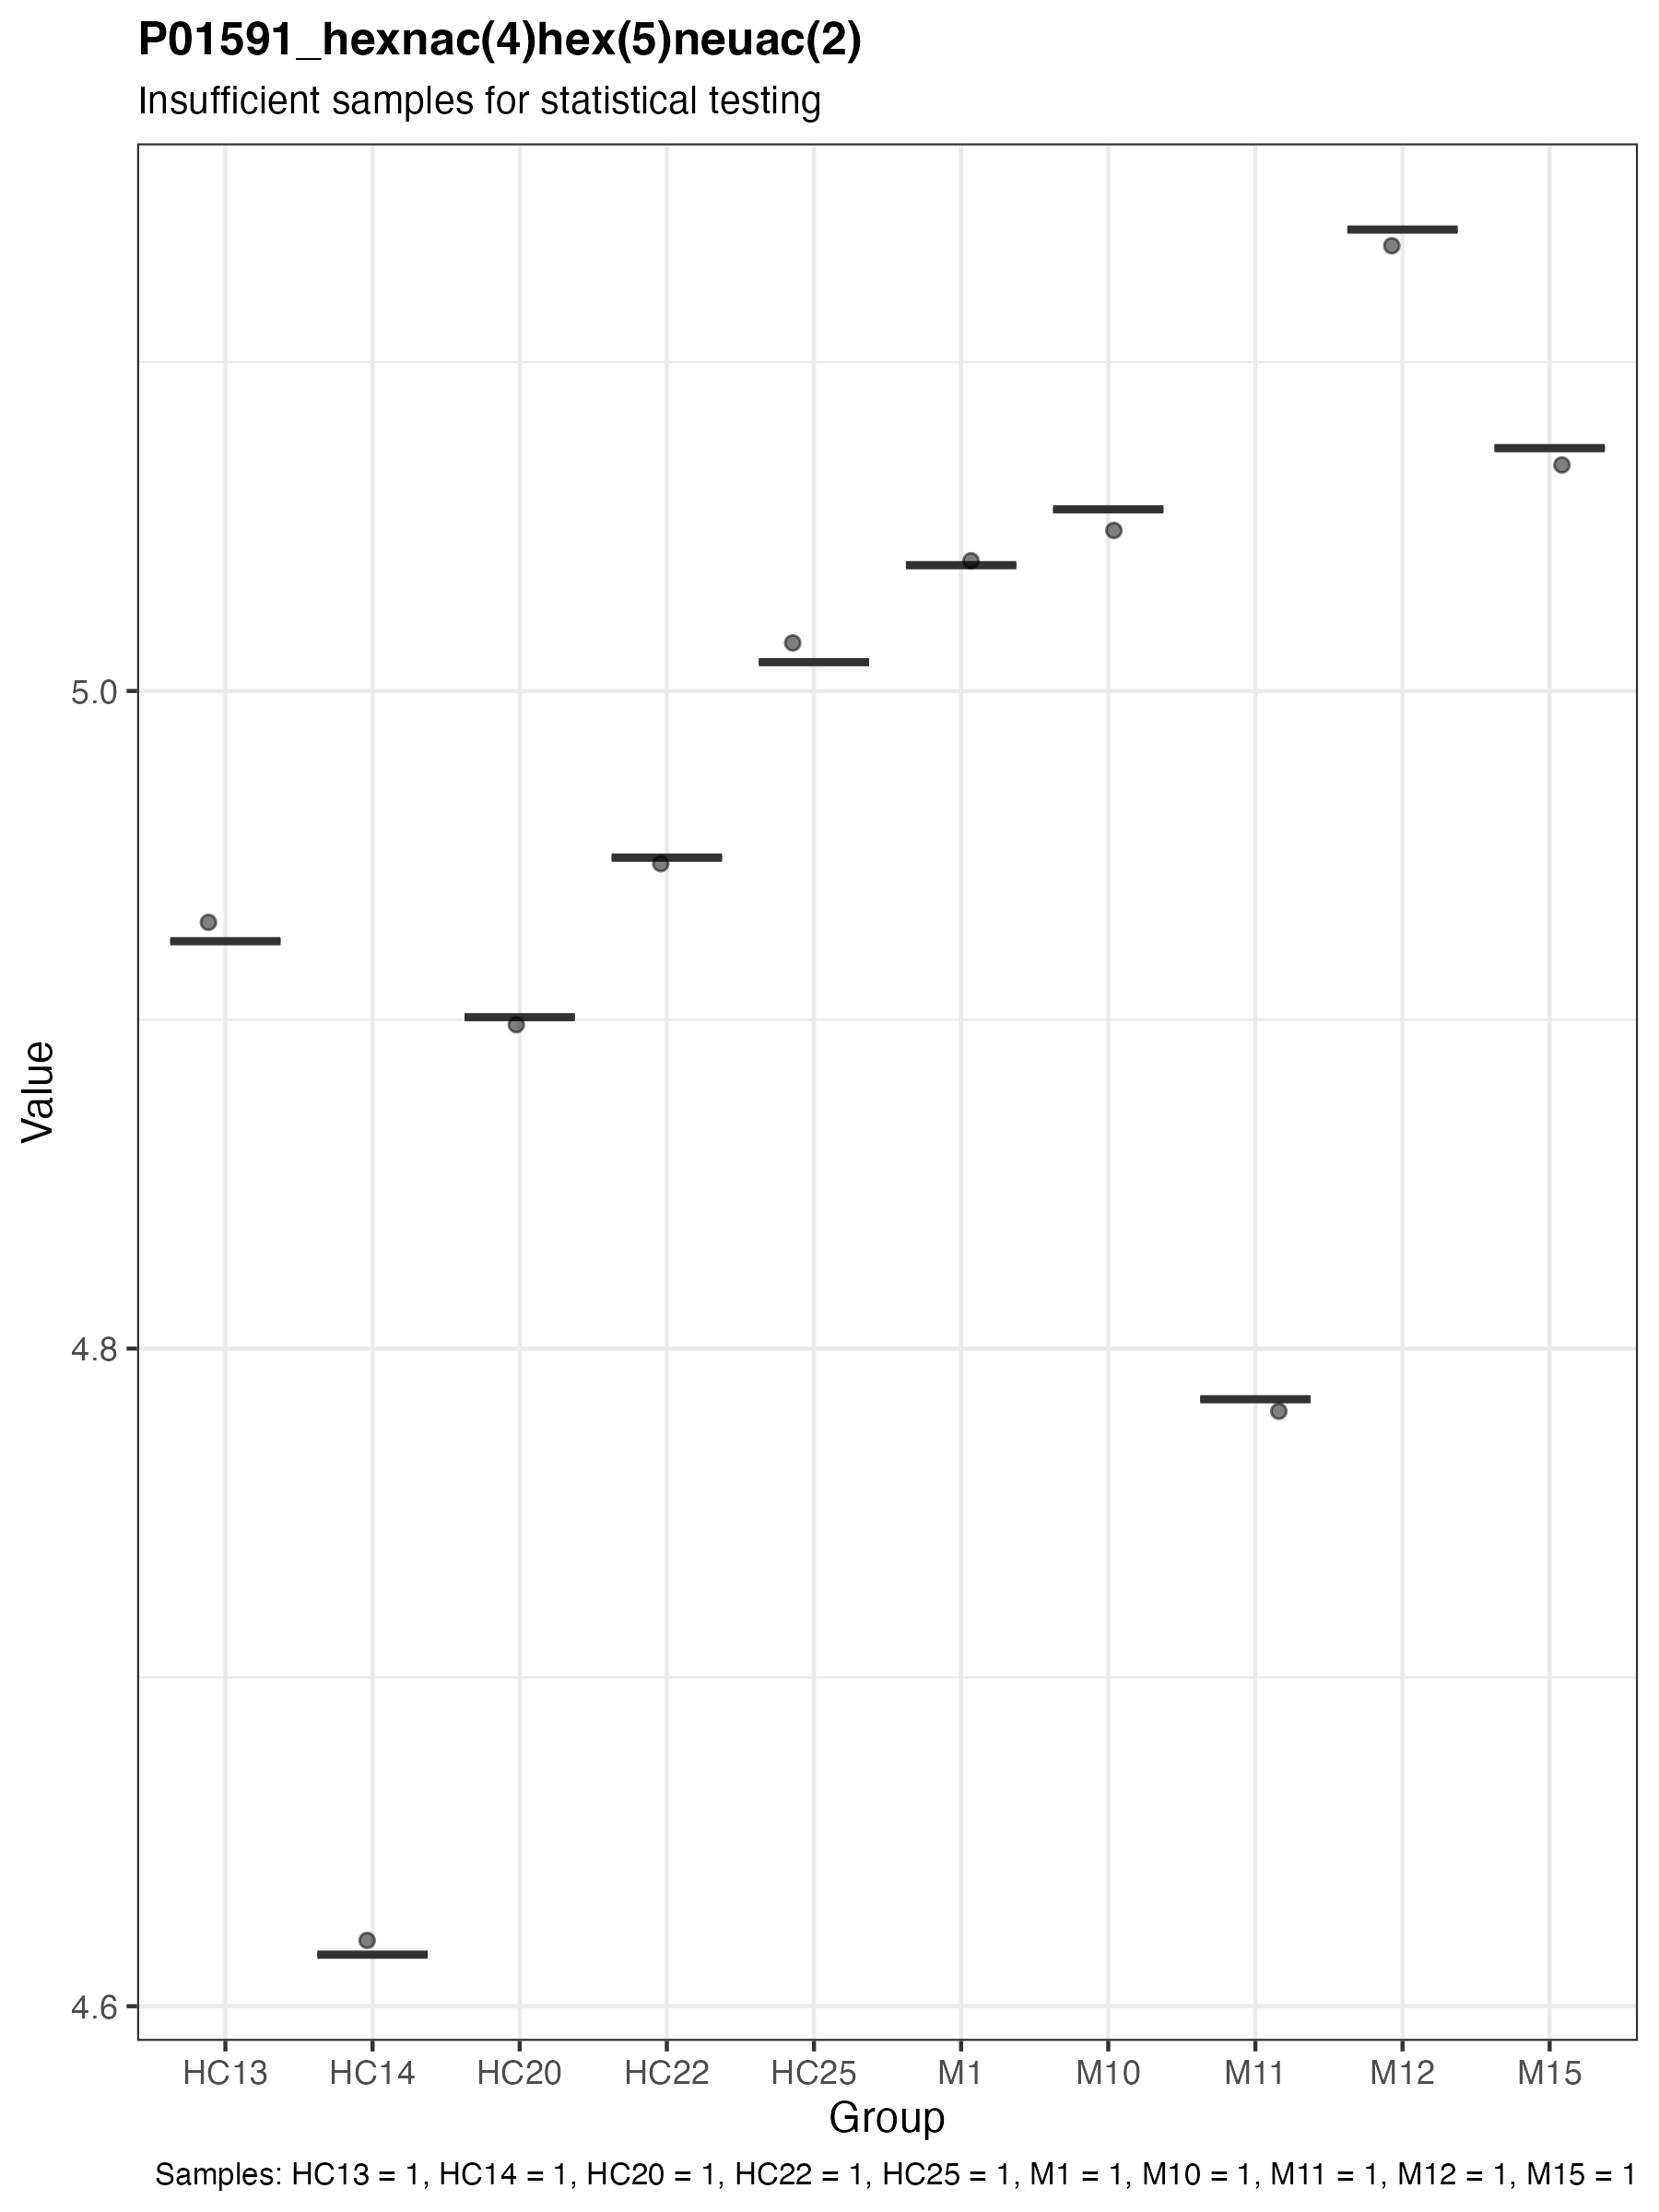 P01591_hexnac(4)hex(5)neuac(2)
Insufficient samples for statistical testing
Value
5.0
4.8
4.6
HC13 HC14 HC20 HC22 HC25 M1 M10 M11 M12 M15
Group
Samples: HC13 = 1, HC14 = 1, HC20 = 1, HC22 = 1, HC25 = 1, M1 = 1, M10 = 1, M11 = 1, M12 = 1, M15 = 1